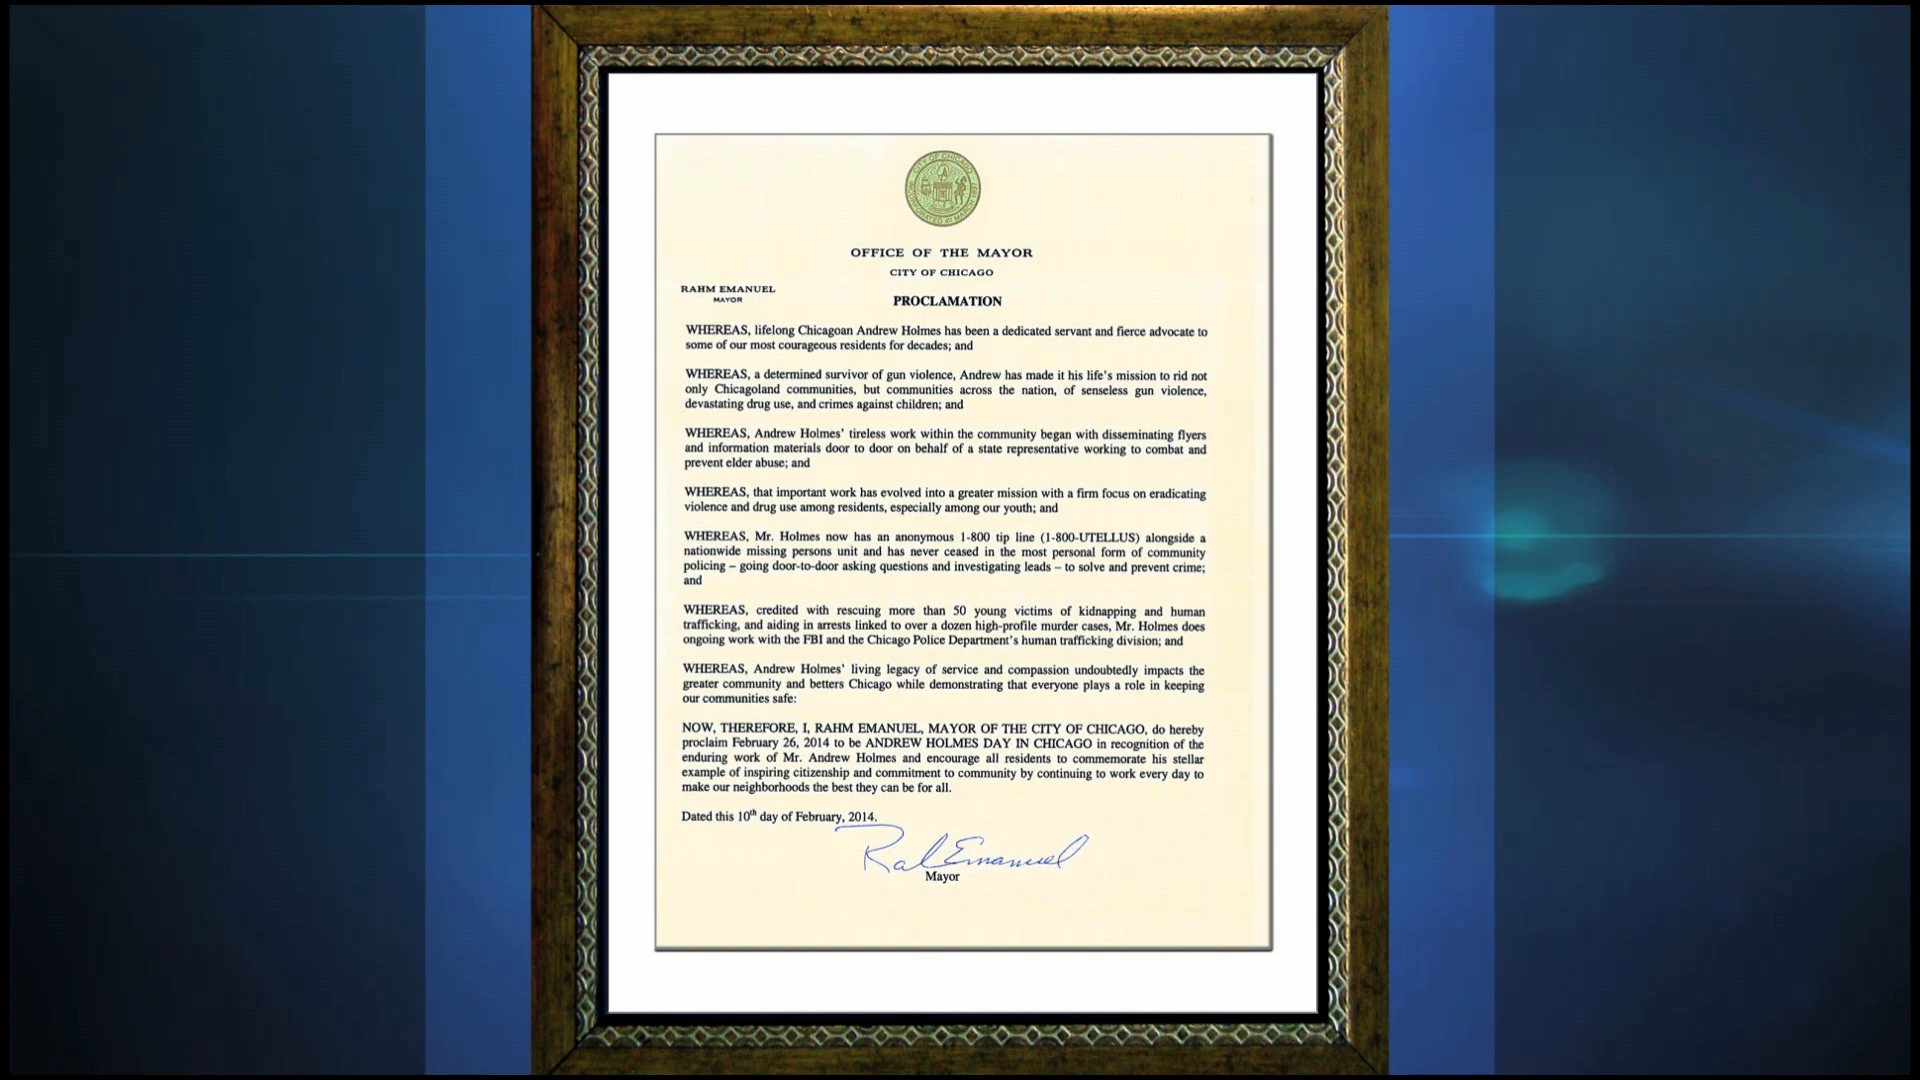 CITY OF CHICAGO
INCORPORATED 4th MARCH 1837
OFFICE OF THE MAYOR
CITY OF CHICAGO
RAHM EMANUEL
MAYOR
PROCLAMATION
WHEREAS, lifelong Chicagoan Andrew Holmes has been a dedicated servant and fierce advocate to
some of our most courageous residents for decades; and
WHEREAS, a determined survivor of gun violence, Andrew has made it his life's mission to rid not
only Chicagoland communities, but communities across the nation, of senseless gun violence,
devastating drug use, and crimes against children; and
WHEREAS, Andrew Holmes' tireless work within the community began with disseminating flyers
and information materials door to door on behalf of a state representative working to combat and
prevent elder abuse; and
WHEREAS, that important work has evolved into a greater mission with a firm focus on eradicating
violence and drug use among residents, especially among our youth; and
WHEREAS, Mr. Holmes now has an anonymous 1-800 tip line (1-800-UTELLUS) alongside a
nationwide missing persons unit and has never ceased in the most personal form of community
policing – going door-to-door asking questions and investigating leads – to solve and prevent crime;
and
WHEREAS, credited with rescuing more than 50 young victims of kidnapping and human
trafficking, and aiding in arrests linked to over a dozen high-profile murder cases, Mr. Holmes does
ongoing work with the FBI and the Chicago Police Department's human trafficking division; and
WHEREAS, Andrew Holmes' living legacy of service and compassion undoubtedly impacts the
greater community and betters Chicago while demonstrating that everyone plays a role in keeping
our communities safe:
NOW, THEREFORE, I, RAHM EMANUEL, MAYOR OF THE CITY OF CHICAGO, do hereby
proclaim February 26, 2014 to be ANDREW HOLMES DAY IN CHICAGO in recognition of the
enduring work of Mr. Andrew Holmes and encourage all residents to commemorate his stellar
example of inspiring citizenship and commitment to community by continuing to work every day to
make our neighborhoods the best they can be for all.
Dated this 10th day of February, 2014.
Rahm Emanuel
Mayor